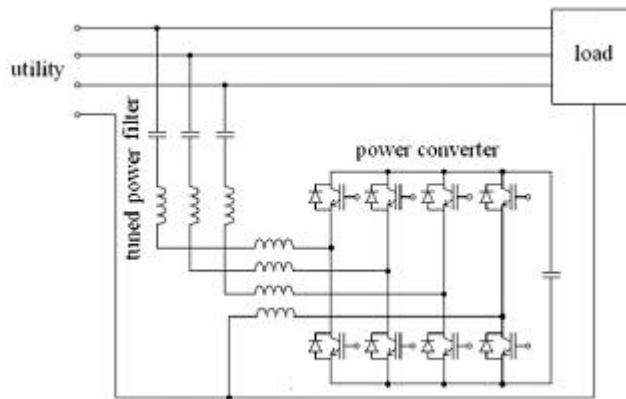 utility
load
tuned power filter
power converter